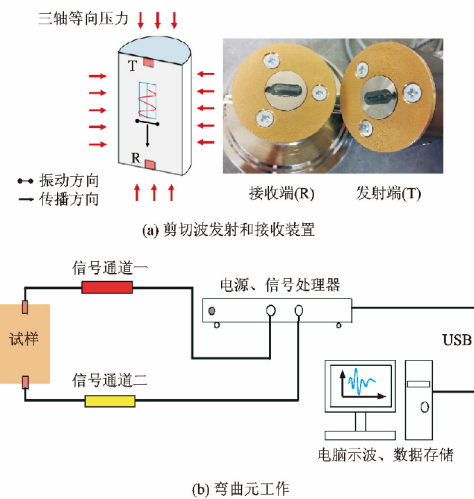 三轴等向压力
T
R
振动方向
传播方向
接收端(R)
发射端(T)
(a) 剪切波发射和接收装置
信号通道一
电源、信号处理器
试样
USB
信号通道二
电脑示波、数据存储
(b) 弯曲元工作